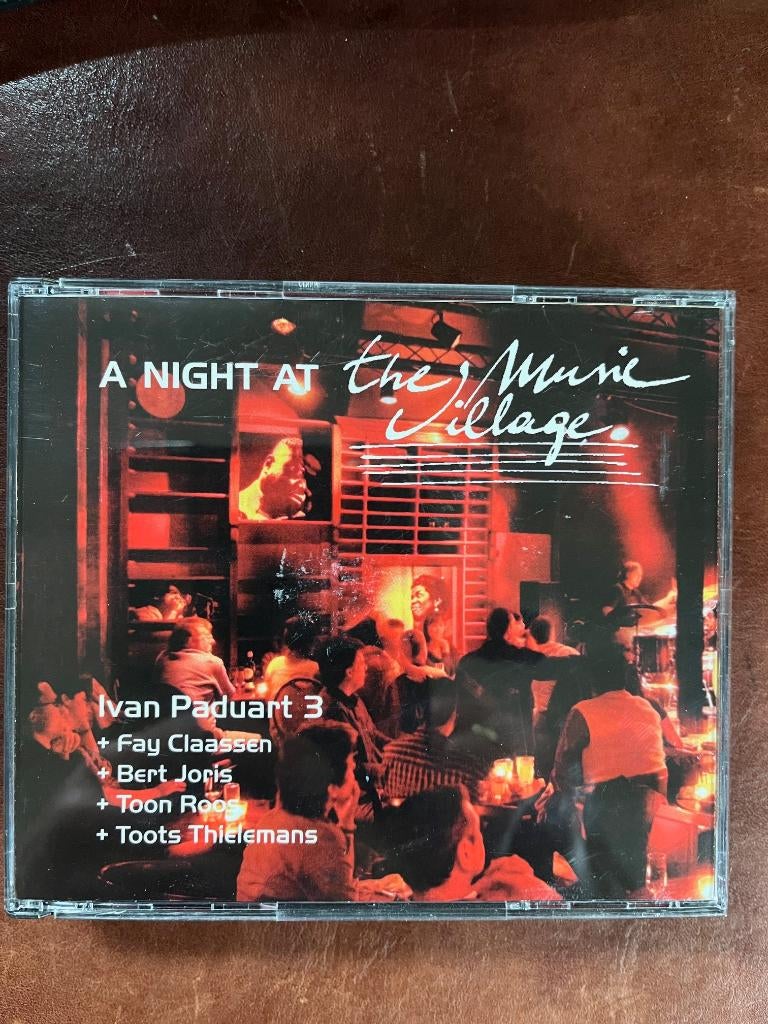 A NIGHT AT the Music
Village
Ivan Paduart 3
+ Fay Claassen
+ Bert Joris
+ Toon Roos
+ Toots Thielemans